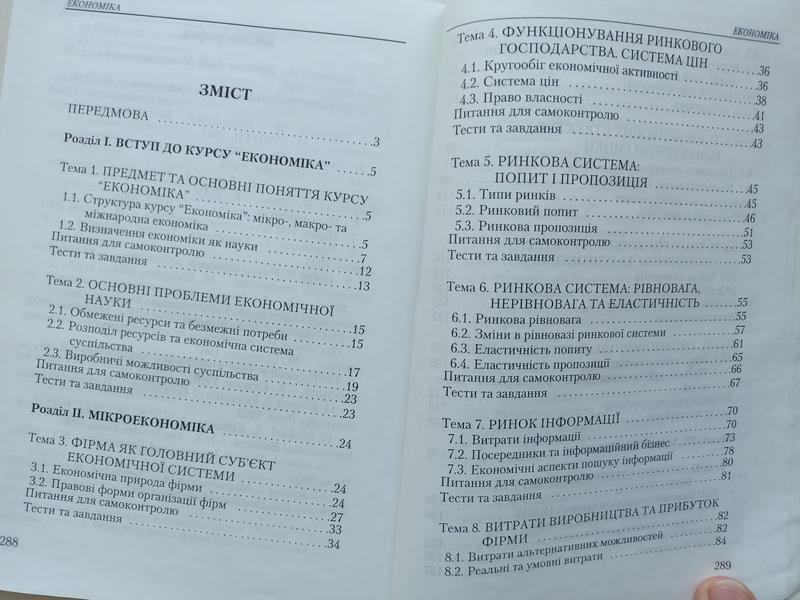 ЕКОНОМІКА
ЗМІСТ
ПЕРЕДМОВА ........3
Розділ I. ВСТУП ДО КУРСУ “ЕКОНОМІКА” ........5
Тема 1. ПРЕДМЕТ ТА ОСНОВНІ ПОНЯТТЯ КУРСУ
“ЕКОНОМІКА” ........5
1.1. Структура курсу “Економіка”: мікро-, макро- та
міжнародна економіка ........5
1.2. Визначення економіки як науки ........7
Питання для самоконтролю ........12
Тести та завдання ........13
Тема 2. ОСНОВНІ ПРОБЛЕМИ ЕКОНОМІЧНОЇ
НАУКИ ........15
2.1. Обмежені ресурси та безмежні потреби ........15
2.2. Розподіл ресурсів та економічна система
суспільства ........17
2.3. Виробничі можливості суспільства ........19
Питання для самоконтролю ........23
Тести та завдання ........23
Розділ II. МІКРОЕКОНОМІКА ........24
Тема 3. ФІРМА ЯК ГОЛОВНИЙ СУБ’ЄКТ
ЕКОНОМІЧНОЇ СИСТЕМИ ........24
3.1. Економічна природа фірми ........24
3.2. Правові форми організації фірм ........27
Питання для самоконтролю ........33
Тести та завдання ........34
288
ЕКОНОМІКА
Тема 4. ФУНКЦІОНУВАННЯ РИНКОВОГО
ГОСПОДАРСТВА. СИСТЕМА ЦІН ........36
4.1. Кругообіг економічної активності ........36
4.2. Система цін ........38
4.3. Право власності ........41
Питання для самоконтролю ........43
Тести та завдання ........43
Тема 5. РИНКОВА СИСТЕМА:
ПОПИТ І ПРОПОЗИЦІЯ ........45
5.1. Типи ринків ........45
5.2. Ринковий попит ........46
5.3. Ринкова пропозиція ........51
Питання для самоконтролю ........53
Тести та завдання ........53
Тема 6. РИНКОВА СИСТЕМА: РІВНОВАГА,
НЕРІВНОВАГА ТА ЕЛАСТИЧНІСТЬ ........55
6.1. Ринкова рівновага ........55
6.2. Зміни в рівновазі ринкової системи ........57
6.3. Еластичність попиту ........61
6.4. Еластичність пропозиції ........65
Питання для самоконтролю ........66
Тести та завдання ........67
Тема 7. РИНОК ІНФОРМАЦІЇ ........70
7.1. Витрати інформації ........70
7.2. Посередники та інформаційний бізнес ........73
7.3. Економічні аспекти пошуку інформації ........78
Питання для самоконтролю ........80
Тести та завдання ........81
Тема 8. ВИТРАТИ ВИРОБНИЦТВА ТА ПРИБУТОК
ФІРМИ ........82
8.1. Витрати альтернативних можливостей ........82
8.2. Реальні та умовні витрати ........84
289